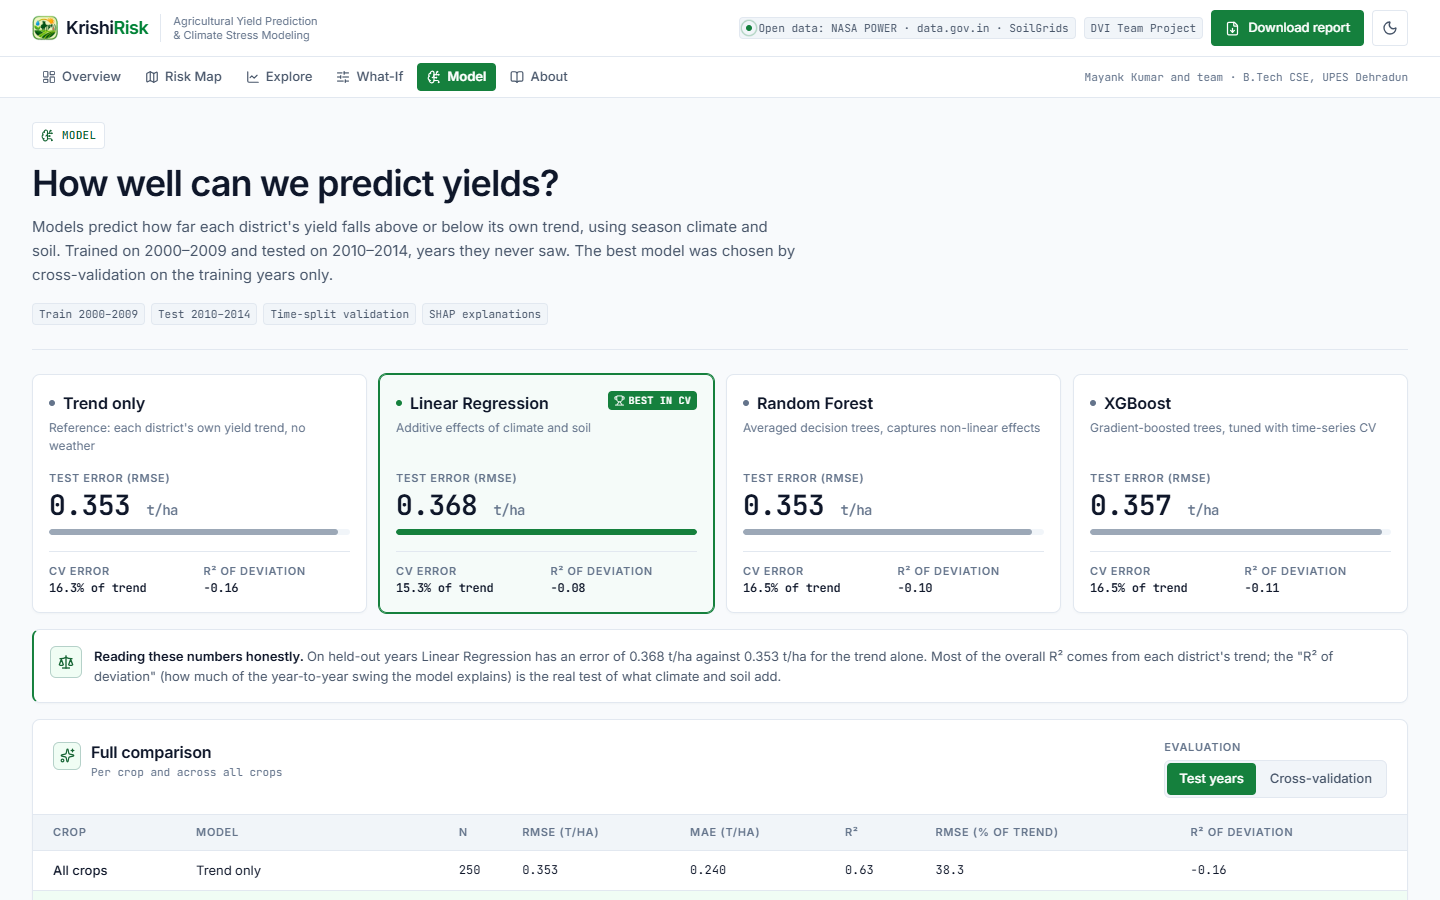 KrishiRisk
Agricultural Yield Prediction
& Climate Stress Modeling
Open data: NASA POWER · data.gov.in · SoilGrids
DVI Team Project
Download report
Overview
Risk Map
Explore
What-If
Model
About
Mayank Kumar and team · B.Tech CSE, UPES Dehradun
MODEL
How well can we predict yields?
Models predict how far each district's yield falls above or below its own trend, using season climate and
soil. Trained on 2000–2009 and tested on 2010–2014, years they never saw. The best model was chosen by
cross-validation on the training years only.
Train 2000–2009
Test 2010–2014
Time-split validation
SHAP explanations
Trend only
Reference: each district's own yield trend, no
weather
TEST ERROR (RMSE)
0.353 t/ha
CV ERROR
16.3% of trend
R² OF DEVIATION
-0.16
Linear Regression
BEST IN CV
Additive effects of climate and soil
TEST ERROR (RMSE)
0.368 t/ha
CV ERROR
15.3% of trend
R² OF DEVIATION
-0.08
Random Forest
Averaged decision trees, captures non-linear effects
TEST ERROR (RMSE)
0.353 t/ha
CV ERROR
16.5% of trend
R² OF DEVIATION
-0.10
XGBoost
Gradient-boosted trees, tuned with time-series CV
TEST ERROR (RMSE)
0.357 t/ha
CV ERROR
16.5% of trend
R² OF DEVIATION
-0.11
Reading these numbers honestly. On held-out years Linear Regression has an error of 0.368 t/ha against 0.353 t/ha for the trend alone. Most of the overall R² comes from each district's trend; the "R² of
deviation" (how much of the year-to-year swing the model explains) is the real test of what climate and soil add.
Full comparison
Per crop and across all crops
EVALUATION
Test years
Cross-validation
CROP MODEL N RMSE (T/HA) MAE (T/HA) R² RMSE (% OF TREND) R² OF DEVIATION
All crops Trend only 250 0.353 0.240 0.63 38.3 -0.16